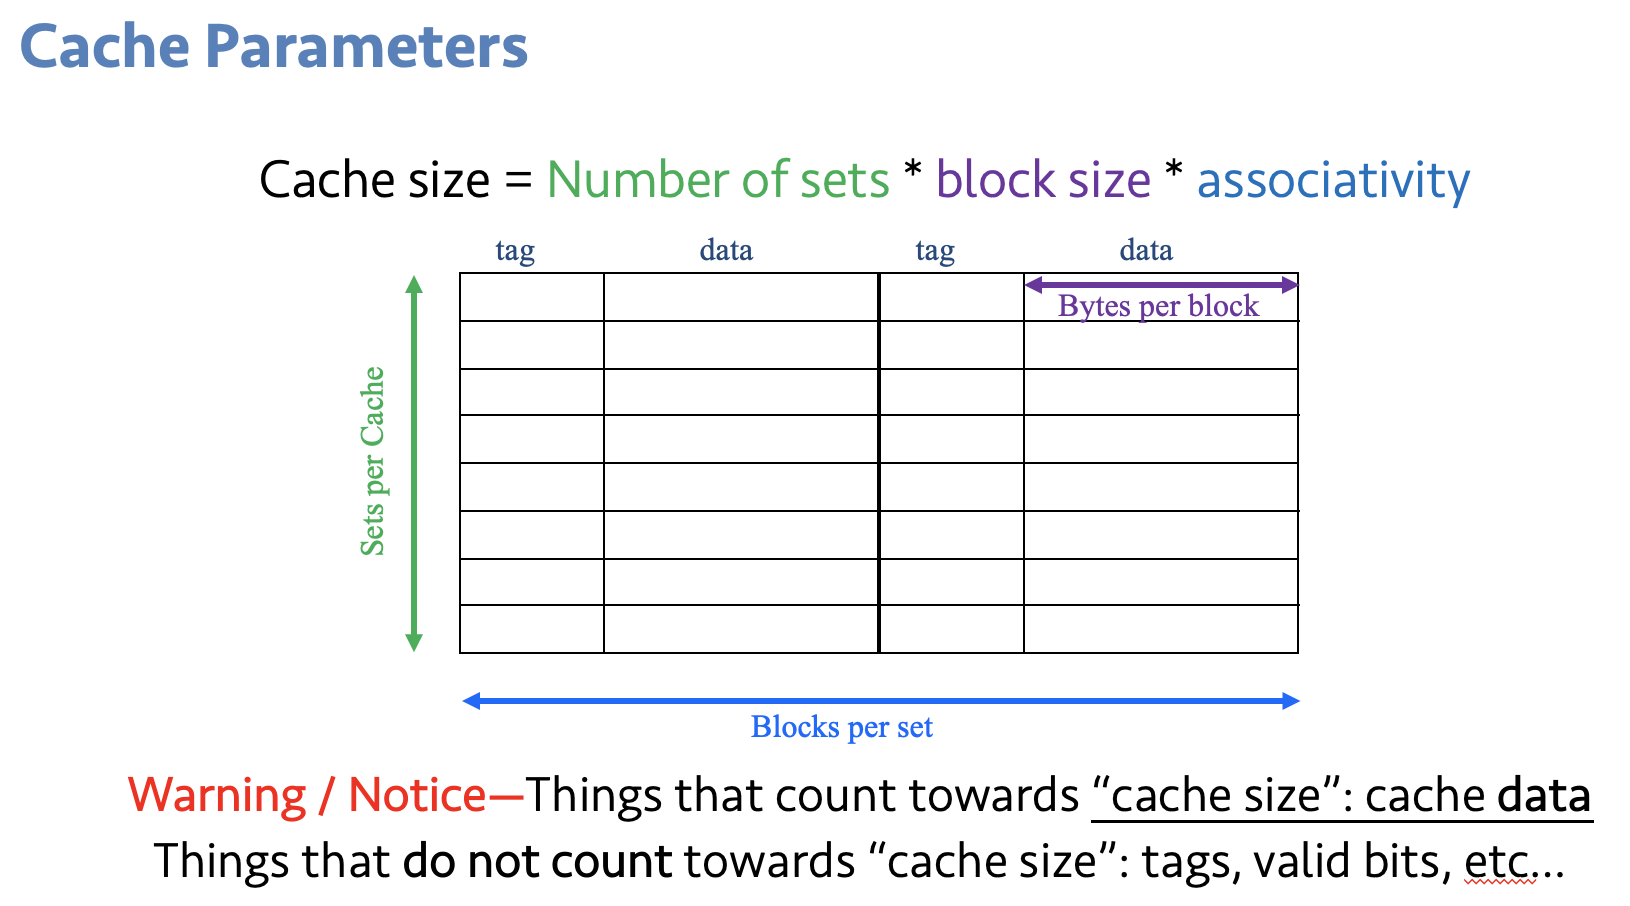 Cache Parameters
Cache size = Number of sets * block size * associativity
tag data tag data
Bytes per block
Sets per Cache
Blocks per set
Warning / Notice—Things that count towards “cache size”: cache data
Things that do not count towards “cache size”: tags, valid bits, etc…